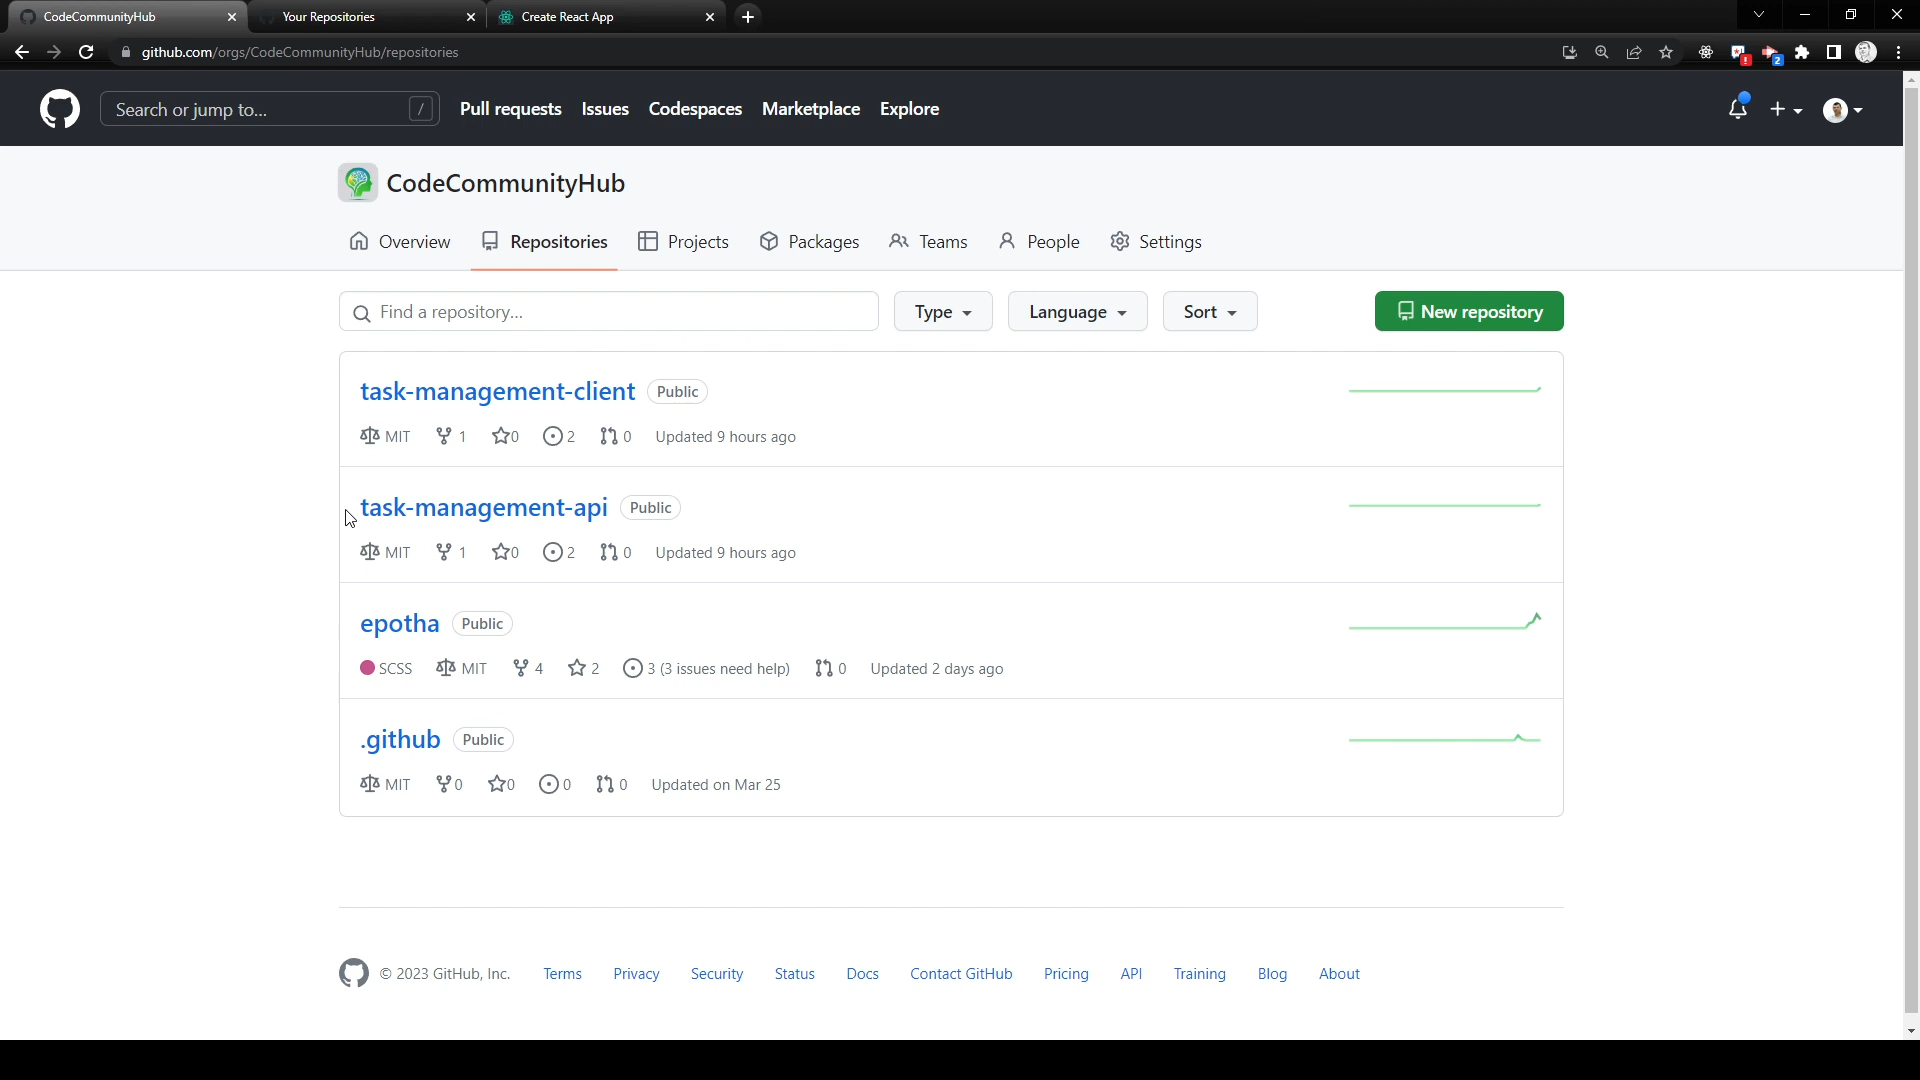 CodeCommunityHub
Your Repositories
Create React App
github.com/orgs/CodeCommunityHub/repositories
!
2
Search or jump to...
/
Pull requests Issues Codespaces Marketplace Explore
CodeCommunityHub
Overview Repositories Projects Packages Teams People Settings
Find a repository...
Type
Language
Sort
New repository
task-management-client Public
MIT 1 0 2 0 Updated 9 hours ago
task-management-api Public
MIT 1 0 2 0 Updated 9 hours ago
epotha Public
SCSS MIT 4 2 3 (3 issues need help) 0 Updated 2 days ago
.github Public
MIT 0 0 0 0 Updated on Mar 25
© 2023 GitHub, Inc. Terms Privacy Security Status Docs Contact GitHub Pricing API Training Blog About